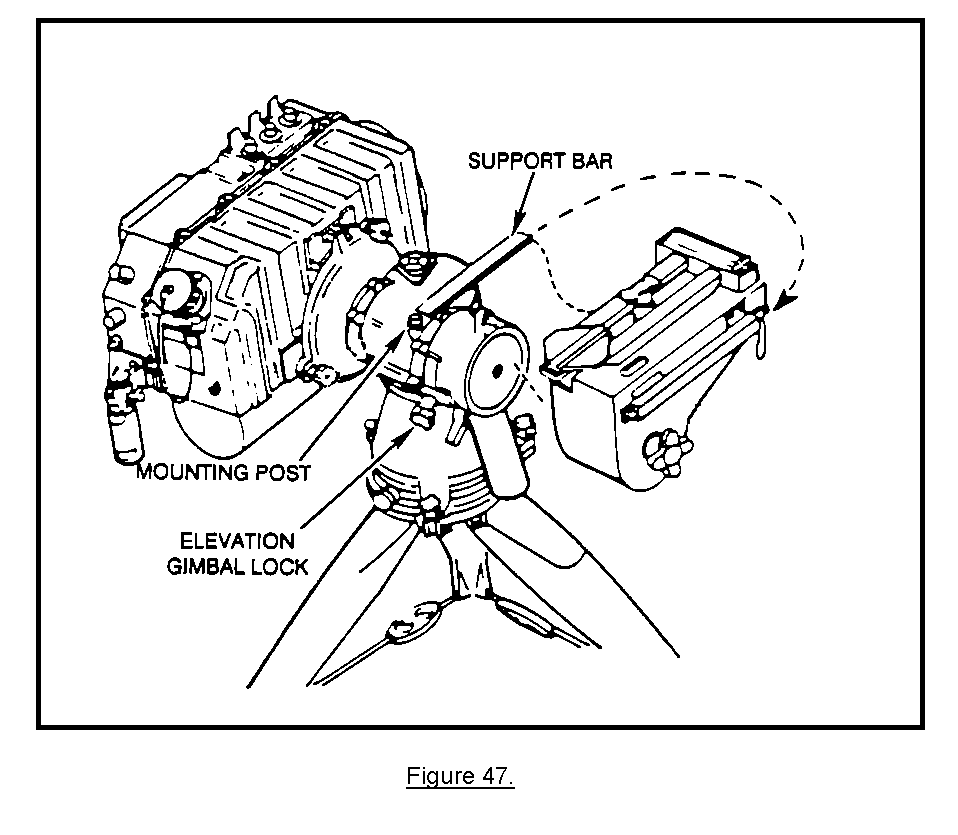 SUPPORT BAR
MOUNTING POST
ELEVATION
GIMBAL LOCK
Figure 47.